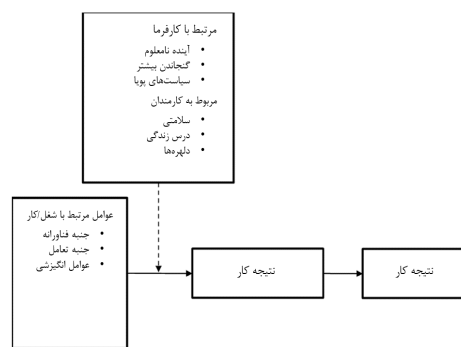 مرتبط با کارفرما
• آینده نامعلوم
• گنجاندن بیشتر
• سیاست‌های پویا
مربوط به کارمندان
• سلامتی
• درس زندگی
• دلهره‌ها
عوامل مرتبط با شغل/کار
• جنبه فناورانه
• جنبه تعامل
• عوامل انگیزشی
نتیجه کار
نتیجه کار